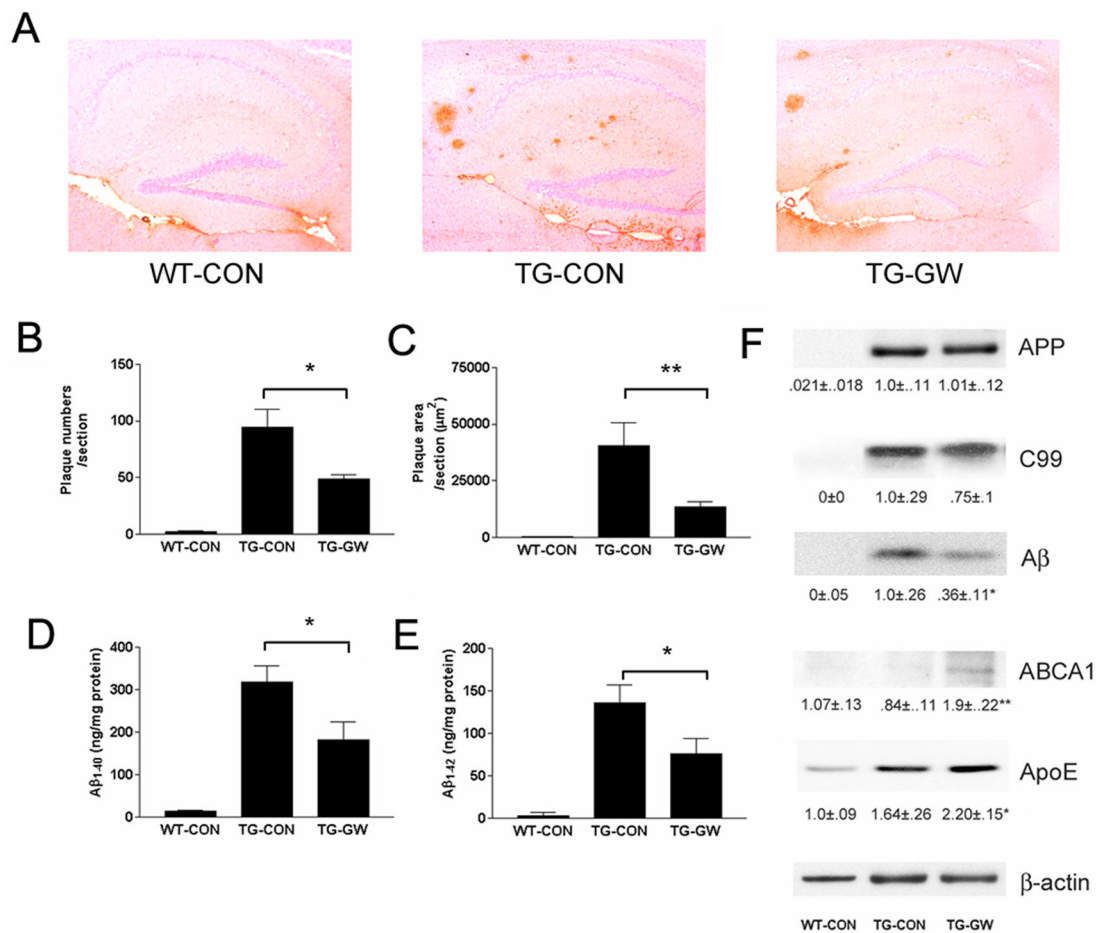 A
WT-CON
TG-CON
TG-GW
B
Plaque numbers
/section
150
100
50
0
*
WT-CON TG-CON TG-GW
C
Plaque area
/section (µm²)
75000
50000
25000
0
**
WT-CON TG-CON TG-GW
D
Aβ1-40 (ng/mg protein)
400
300
200
100
0
*
WT-CON TG-CON TG-GW
E
Aβ1-42 (ng/mg protein)
200
150
100
50
0
*
WT-CON TG-CON TG-GW
F
APP
.021±..018 1.0±..11 1.01±..12
C99
0±0 1.0±.29 .75±.1
Aβ
0±.05 1.0±.26 .36±.11*
ABCA1
1.07±.13 .84±..11 1.9±..22**
ApoE
1.0±.09 1.64±.26 2.20±.15*
β-actin
WT-CON TG-CON TG-GW